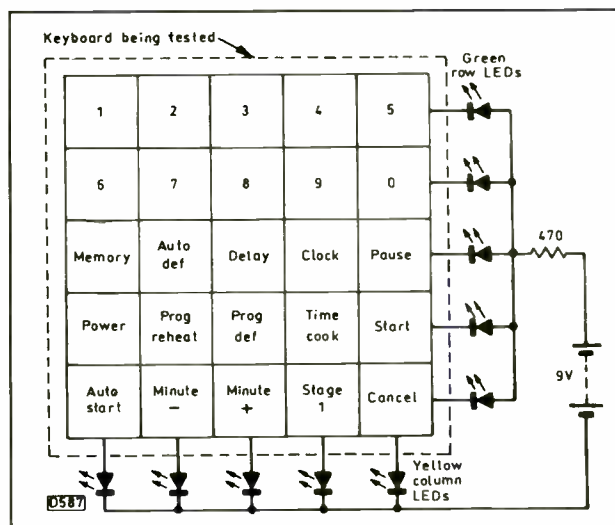 Keyboard being tested
Green
row LEDs
1 2 3 4 5
6 7 8 9 0
Memory Auto
def Delay Clock Pause
Power Prog
reheat Prog
def Time
cook Start
Auto
start Minute
− Minute
+ Stage
1 Cancel
470
9V
Yellow
column
LEDs
D587